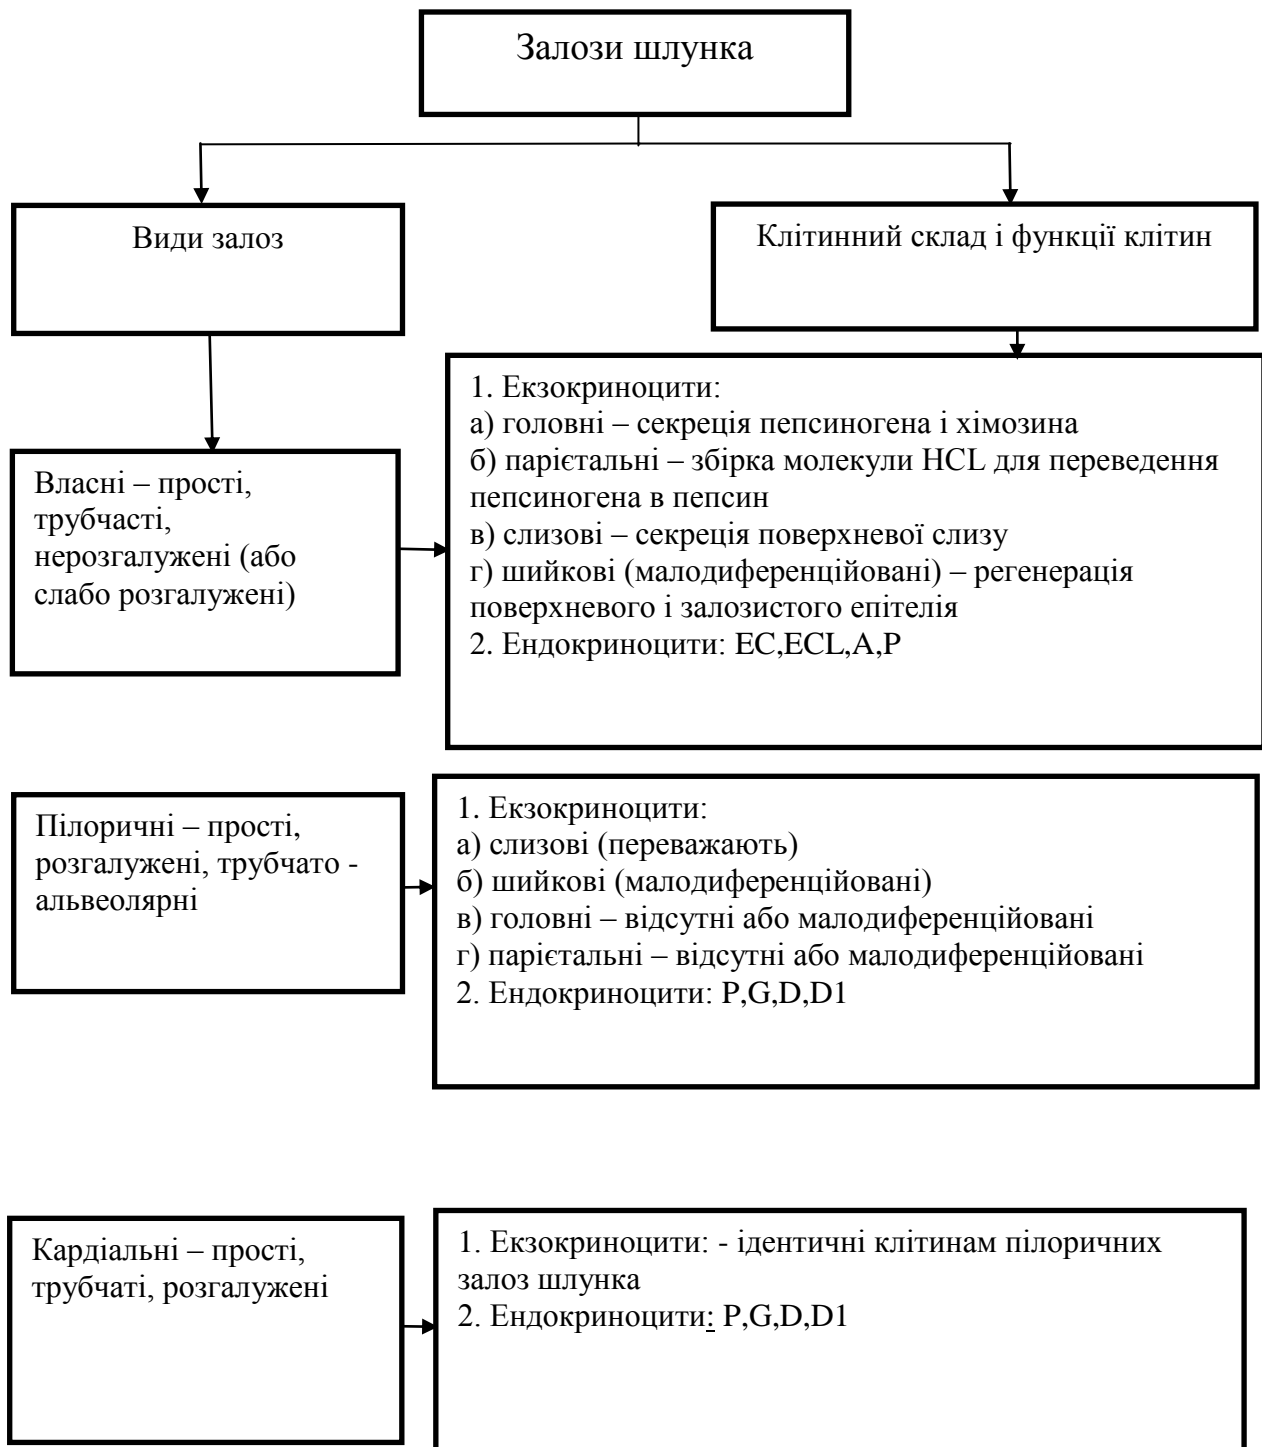 Залози шлунка
Види залоз
Клітинний склад і функції клітин
Власні – прості,
трубчасті,
нерозгалужені (або
слабо розгалужені)
1. Екзокриноцити:
а) головні – секреція пепсиногена і хімозина
б) парієтальні – збірка молекули HCL для переведення
пепсиногена в пепсин
в) слизові – секреція поверхневої слизу
г) шийкові (малодиференційовані) – регенерація
поверхневого і залозистого епітелія
2. Ендокриноцити: EC,ECL,A,P
Пілоричні – прості,
розгалужені, трубчато -
альвеолярні
1. Екзокриноцити:
а) слизові (переважають)
б) шийкові (малодиференційовані)
в) головні – відсутні або малодиференційовані
г) парієтальні – відсутні або малодиференційовані
2. Ендокриноцити: P,G,D,D1
Кардіальні – прості,
трубчаті, розгалужені
1. Екзокриноцити: - ідентичні клітинам пілоричних
залоз шлунка
2. Ендокриноцити: P,G,D,D1